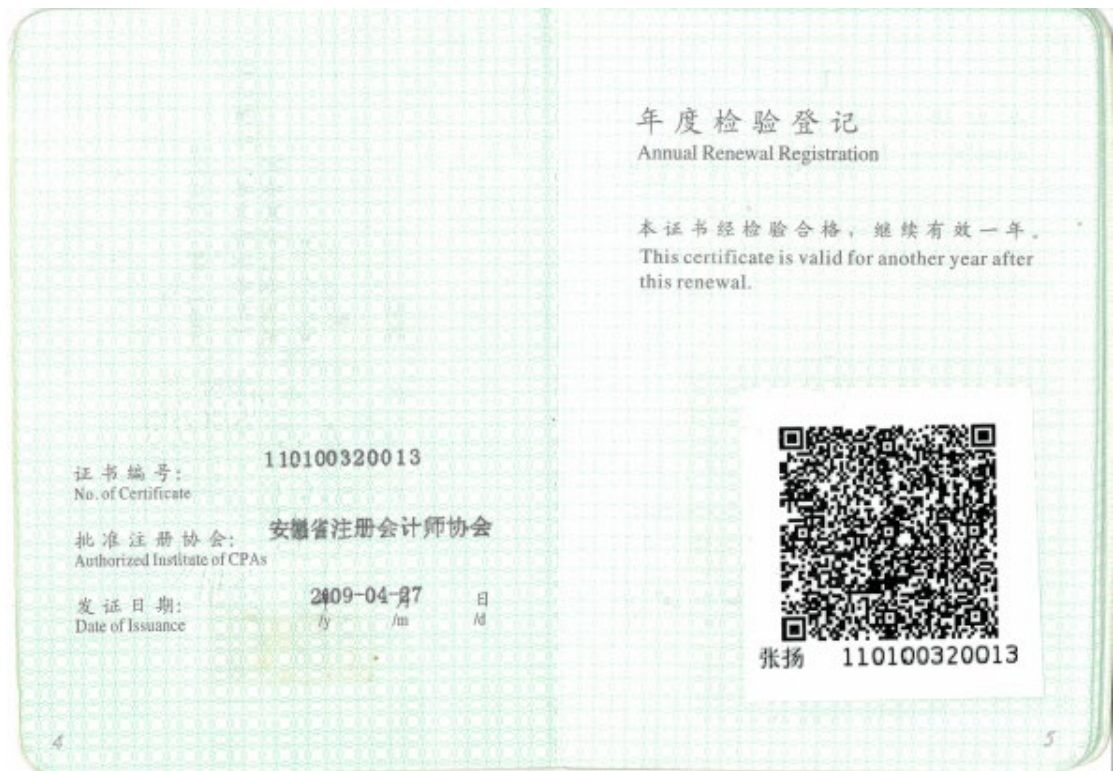 证书编号:
No. of Certificate
110100320013
批准注册协会:
Authorized Institute of CPAs
安徽省注册会计师协会
发证日期:
Date of Issuance
2009-04-27
年 月 日
/y /m /d
4
年度检验登记
Annual Renewal Registration
本证书经检验合格，继续有效一年。
This certificate is valid for another year after
this renewal.
张扬 110100320013
5